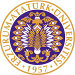 ERZURUM · ATATÜRK ÜNİVERSİTESİ
· 1957 ·